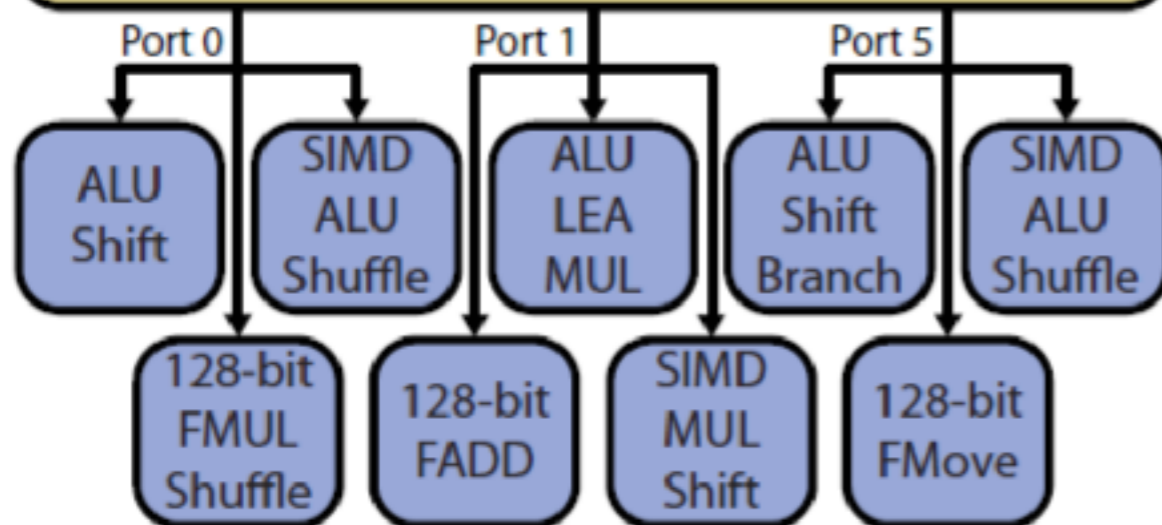 Port 0
Port 1
Port 5
ALU
Shift
SIMD
ALU
Shuffle
ALU
LEA
MUL
ALU
Shift
Branch
SIMD
ALU
Shuffle
128-bit
FMUL
Shuffle
128-bit
FADD
SIMD
MUL
Shift
128-bit
FMove